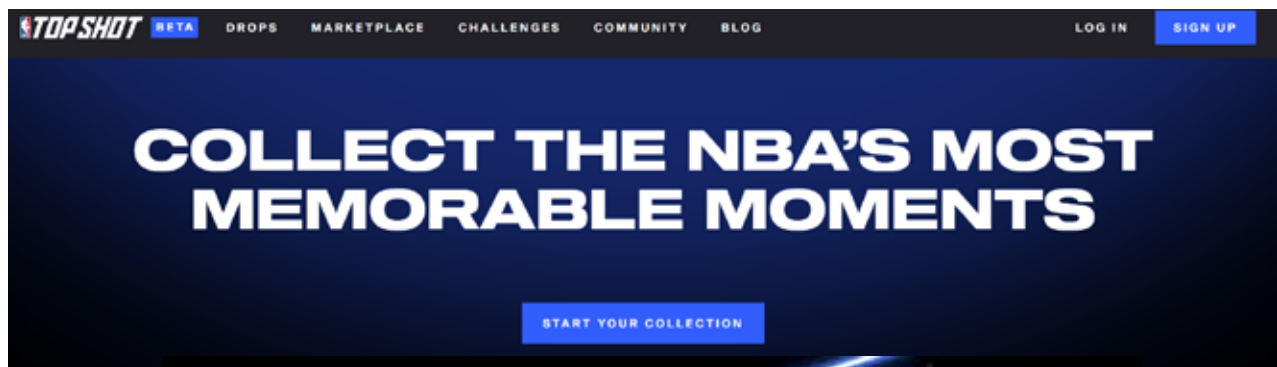 TOP SHOT BETA DROPS MARKETPLACE CHALLENGES COMMUNITY BLOG LOG IN SIGN UP
COLLECT THE NBA'S MOST
MEMORABLE MOMENTS
START YOUR COLLECTION